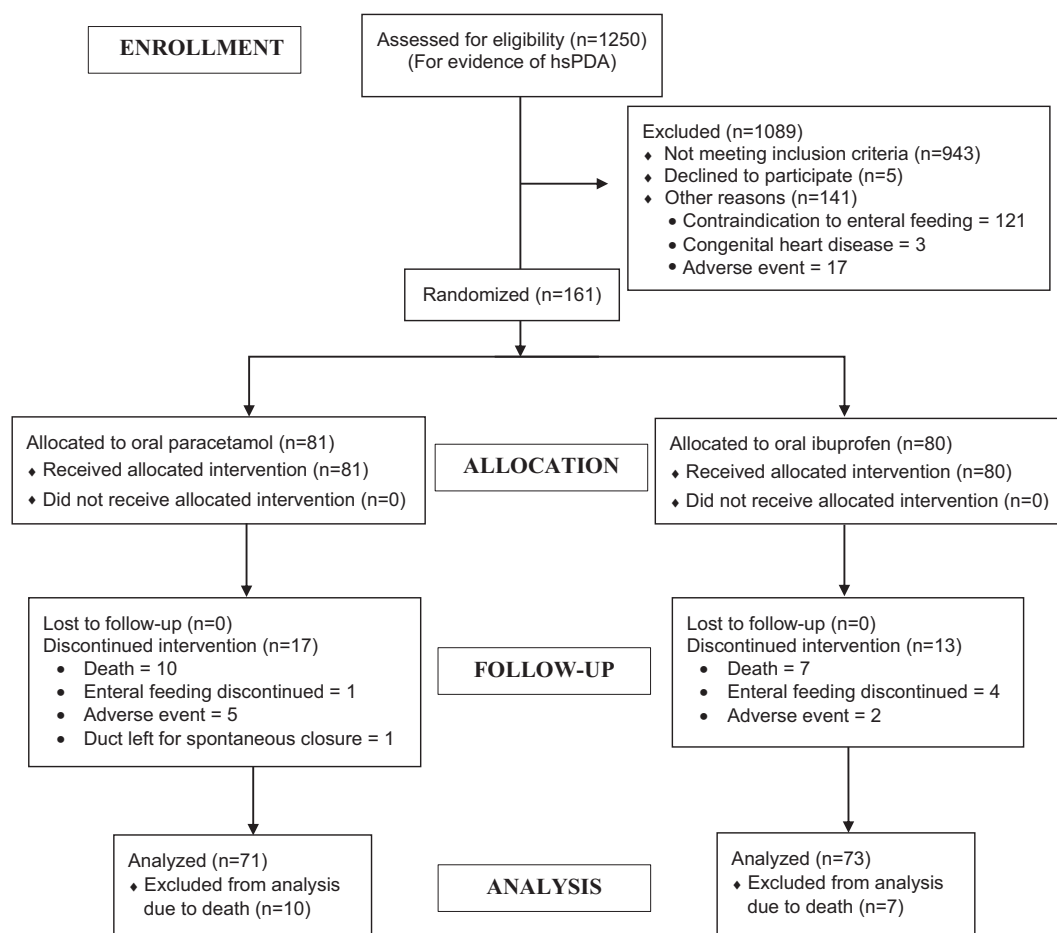 ENROLLMENT
Assessed for eligibility (n=1250)
(For evidence of hsPDA)
Excluded (n=1089)
♦ Not meeting inclusion criteria (n=943)
♦ Declined to participate (n=5)
♦ Other reasons (n=141)
• Contraindication to enteral feeding = 121
• Congenital heart disease = 3
• Adverse event = 17
Randomized (n=161)
Allocated to oral paracetamol (n=81)
♦ Received allocated intervention (n=81)
♦ Did not receive allocated intervention (n=0)
ALLOCATION
Allocated to oral ibuprofen (n=80)
♦ Received allocated intervention (n=80)
♦ Did not receive allocated intervention (n=0)
Lost to follow-up (n=0)
Discontinued intervention (n=17)
• Death = 10
• Enteral feeding discontinued = 1
• Adverse event = 5
• Duct left for spontaneous closure = 1
FOLLOW-UP
Lost to follow-up (n=0)
Discontinued intervention (n=13)
• Death = 7
• Enteral feeding discontinued = 4
• Adverse event = 2
Analyzed (n=71)
♦ Excluded from analysis
due to death (n=10)
ANALYSIS
Analyzed (n=73)
♦ Excluded from analysis
due to death (n=7)